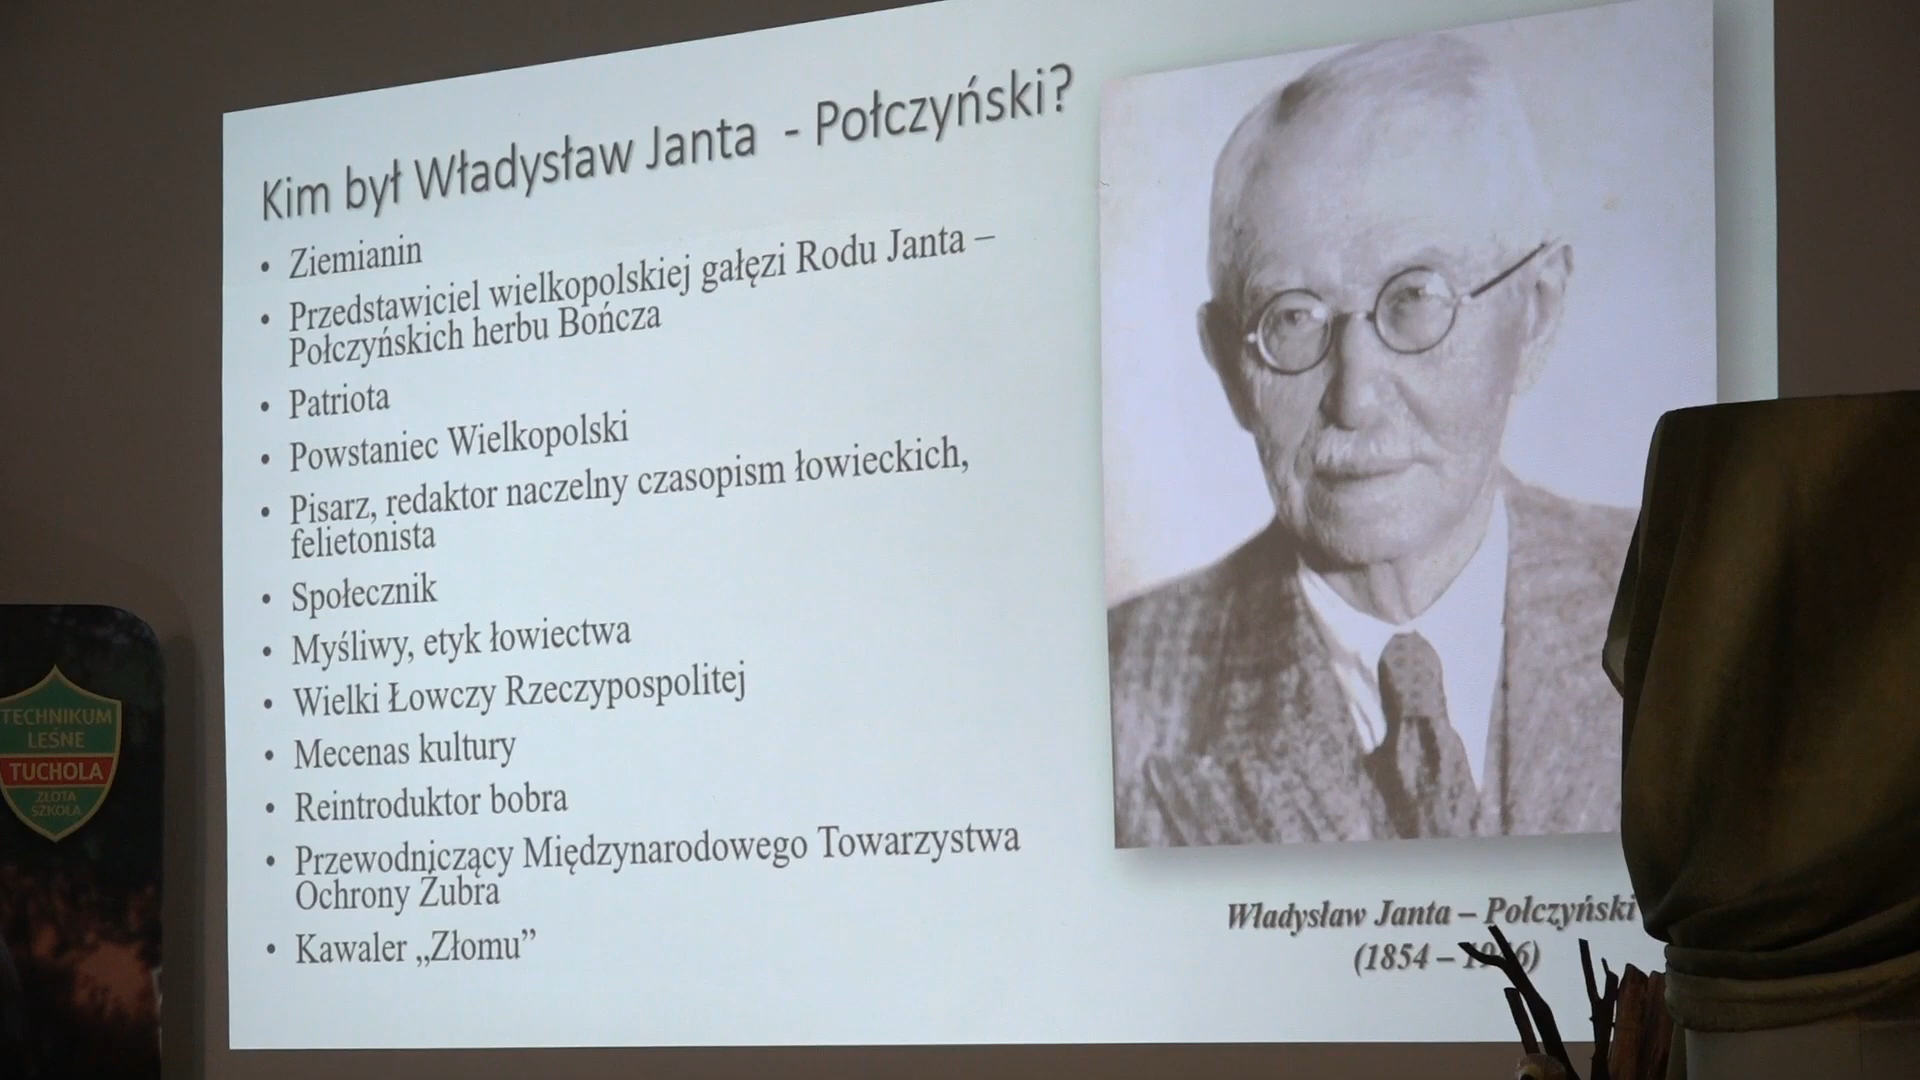 Kim był Władysław Janta - Połczyński?
• Ziemianin
• Przedstawiciel wielkopolskiej gałęzi Rodu Janta –
Połczyńskich herbu Bończa
• Patriota
• Powstaniec Wielkopolski
• Pisarz, redaktor naczelny czasopism łowieckich,
felietonista
• Społecznik
• Myśliwy, etyk łowiectwa
• Wielki Łowczy Rzeczypospolitej
• Mecenas kultury
• Reintroduktor bobra
• Przewodniczący Międzynarodowego Towarzystwa
Ochrony Żubra
• Kawaler „Złomu”
Władysław Janta – Połczyński
(1854 –
TECHNIKUM
LEŚNE
TUCHOLA
ZŁOTA
SZKOŁA